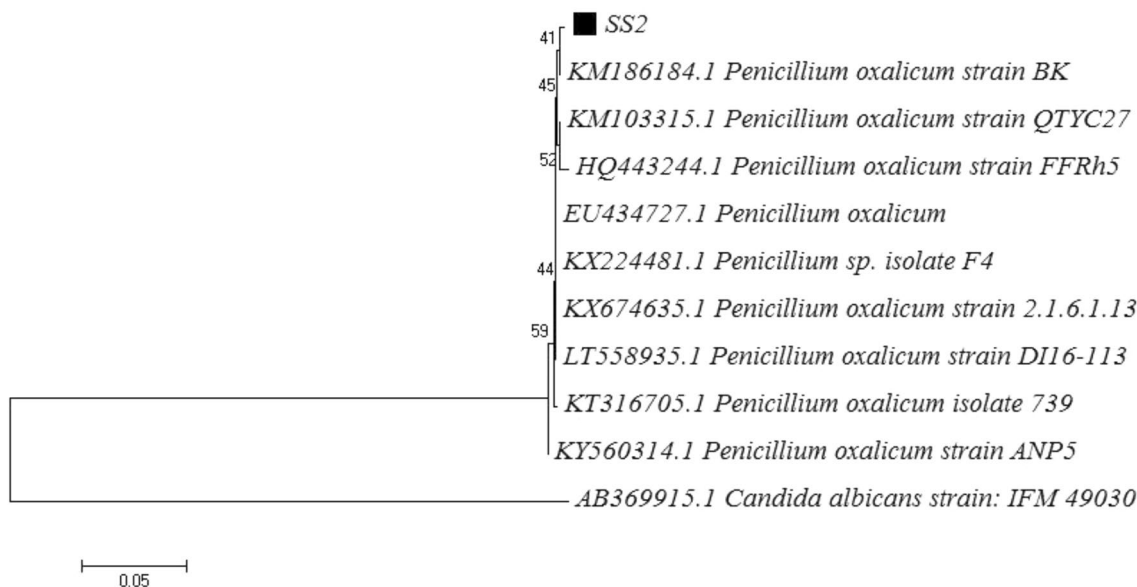 41
SS2
KM186184.1 Penicillium oxalicum strain BK
45
KM103315.1 Penicillium oxalicum strain QTYC27
52
HQ443244.1 Penicillium oxalicum strain FFRh5
EU434727.1 Penicillium oxalicum
44
KX224481.1 Penicillium sp. isolate F4
KX674635.1 Penicillium oxalicum strain 2.1.6.1.13
59
LT558935.1 Penicillium oxalicum strain DI16-113
KT316705.1 Penicillium oxalicum isolate 739
KY560314.1 Penicillium oxalicum strain ANP5
AB369915.1 Candida albicans strain: IFM 49030
0.05